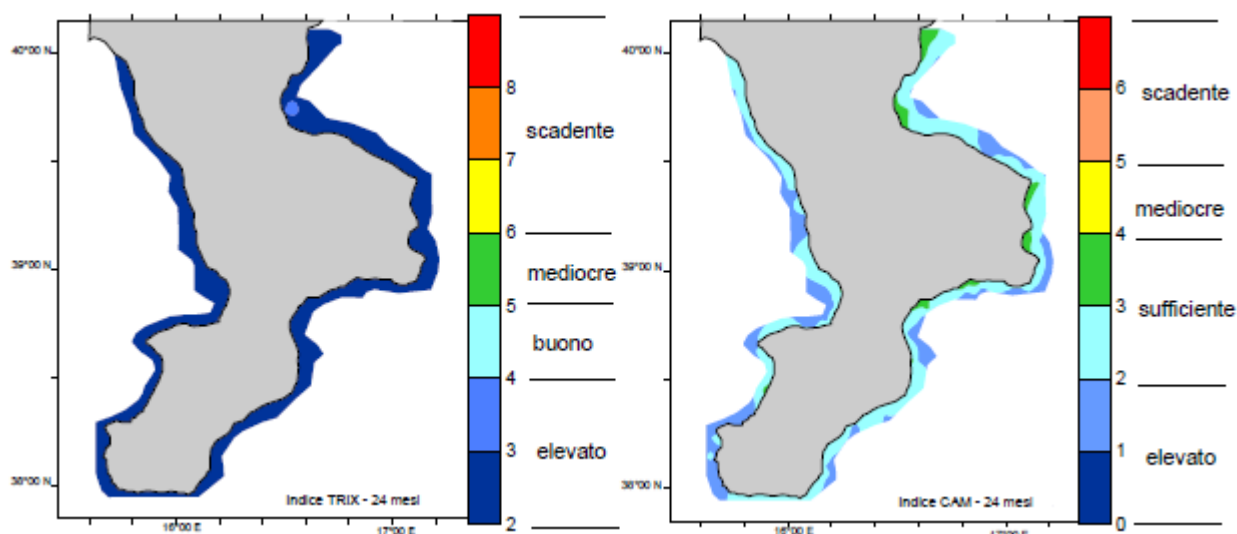 40°00 N
39°00 N
38°00 N
16°00 E
17°00 E
Indice TRIX - 24 mesi
8
7
6
5
4
3
2
scadente
mediocre
buono
elevato
40°00 N
39°00 N
38°00 N
16°00 E
17°00 E
Indice CAM - 24 mesi
6
5
4
3
2
1
0
scadente
mediocre
sufficiente
elevato